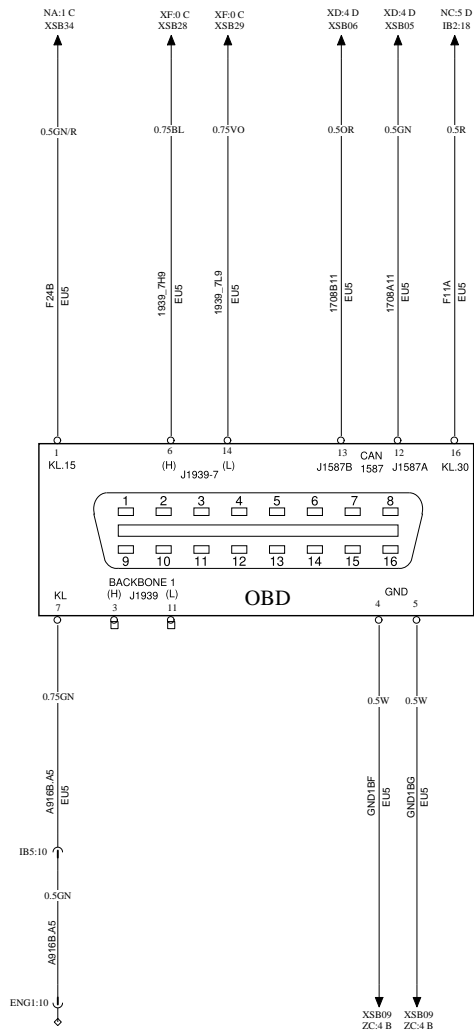 NA:1 C XF:0 C XF:0 C XD:4 D XD:4 D NC:5 D
XSB34 XSB28 XSB29 XSB06 XSB05 IB2:18
0.5GN/R 0.75BL 0.75VO 0.5OR 0.5GN 0.5R
F24B 1939_7H9 1939_7L9 1708B11 1708A11 F11A
EU5 EU5 EU5 EU5 EU5 EU5
1 6 14 13 12 16
KL.15 (H) (L) J1587B CAN J1587A KL.30
J1939-7 1587
1 2 3 4 5 6 7 8
9 10 11 12 13 14 15 16
BACKBONE 1
KL (H) J1939 (L) OBD GND
7 3 11 4 5
0.75GN 0.5W 0.5W
A916B.A5 GND1BF GND1BG
EU5 EU5 EU5
IB5:10
0.5GN
A916B.A5
ENG1:10
XSB09 XSB09
ZC:4 B ZC:4 B